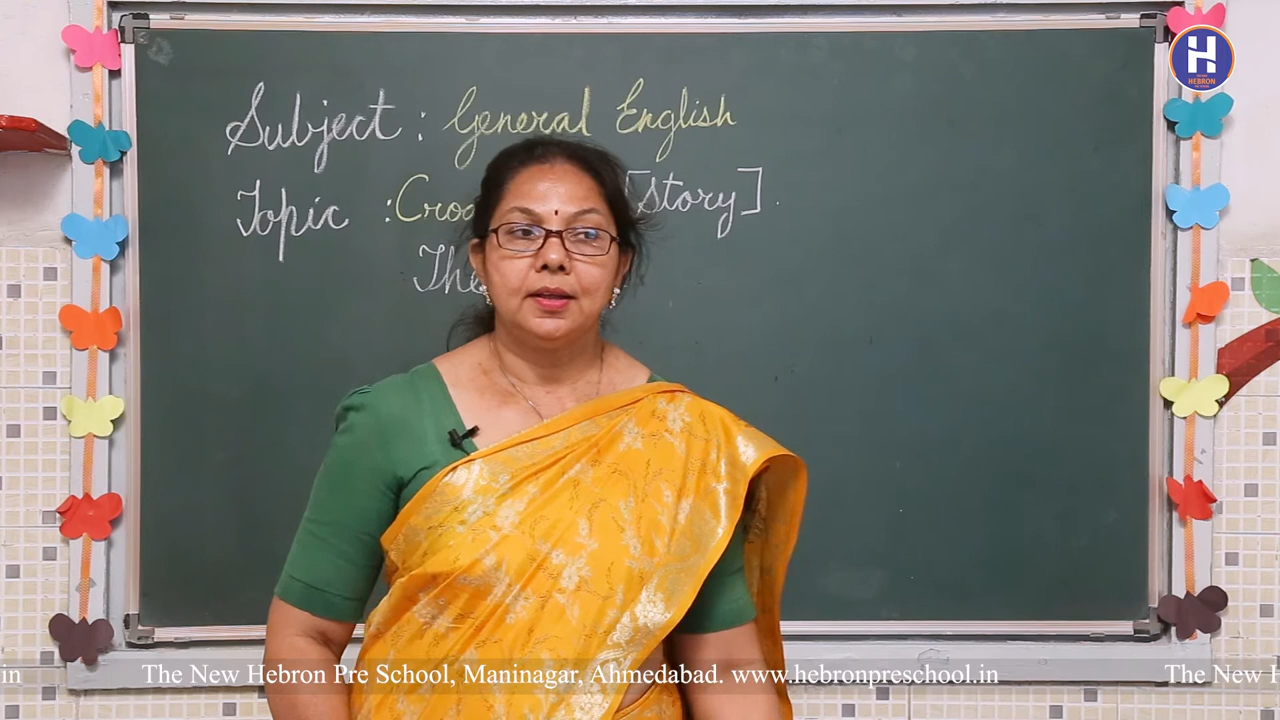 Subject : General English
Topic : [Story].
The
H
HEBRON
in The New Hebron Pre School, Maninagar, Ahmedabad. www.hebronpreschool.in The New H